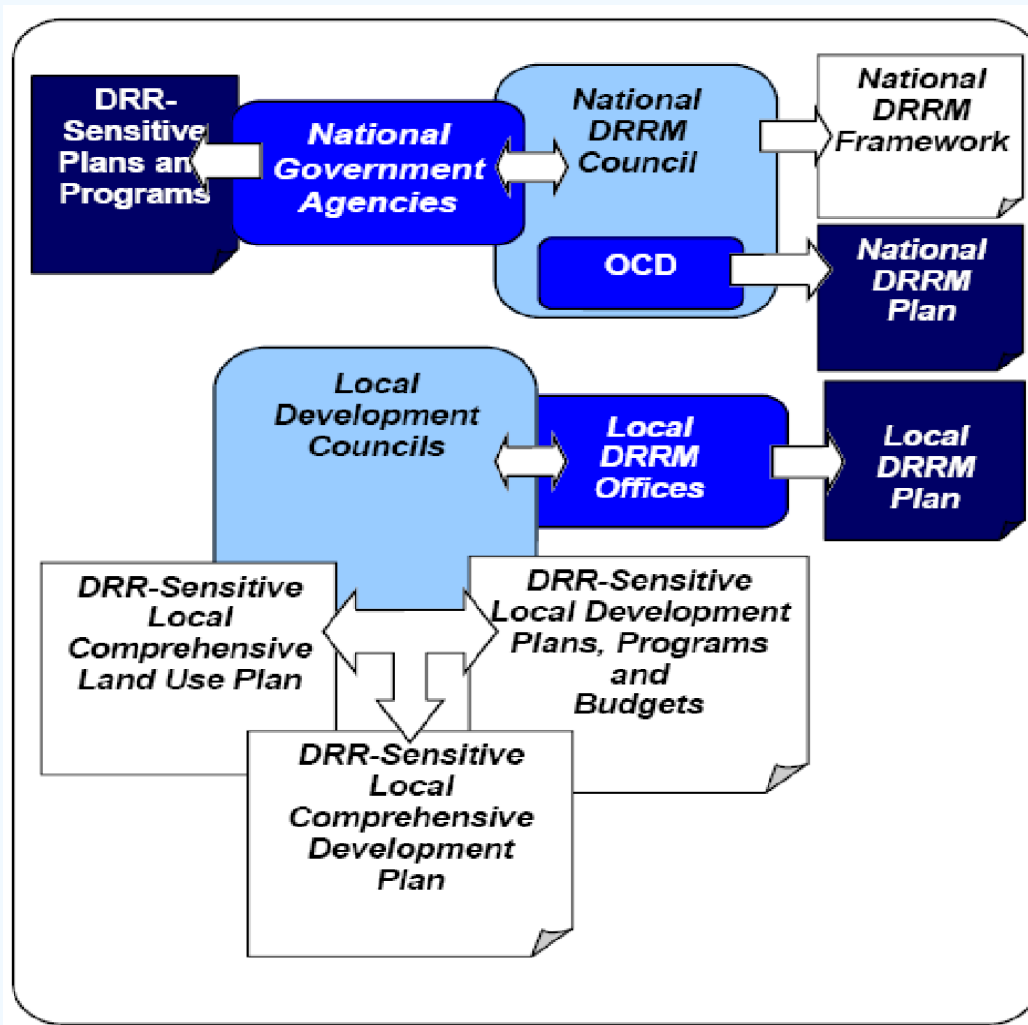 DRR-
Sensitive
Plans and
Programs
National
Government
Agencies
National
DRRM
Council
OCD
National
DRRM
Framework
National
DRRM
Plan
Local
Development
Councils
Local
DRRM
Offices
Local
DRRM
Plan
DRR-Sensitive
Local
Comprehensive
Land Use Plan
DRR-Sensitive
Local Development
Plans, Programs
and
Budgets
DRR-Sensitive
Local
Comprehensive
Development
Plan